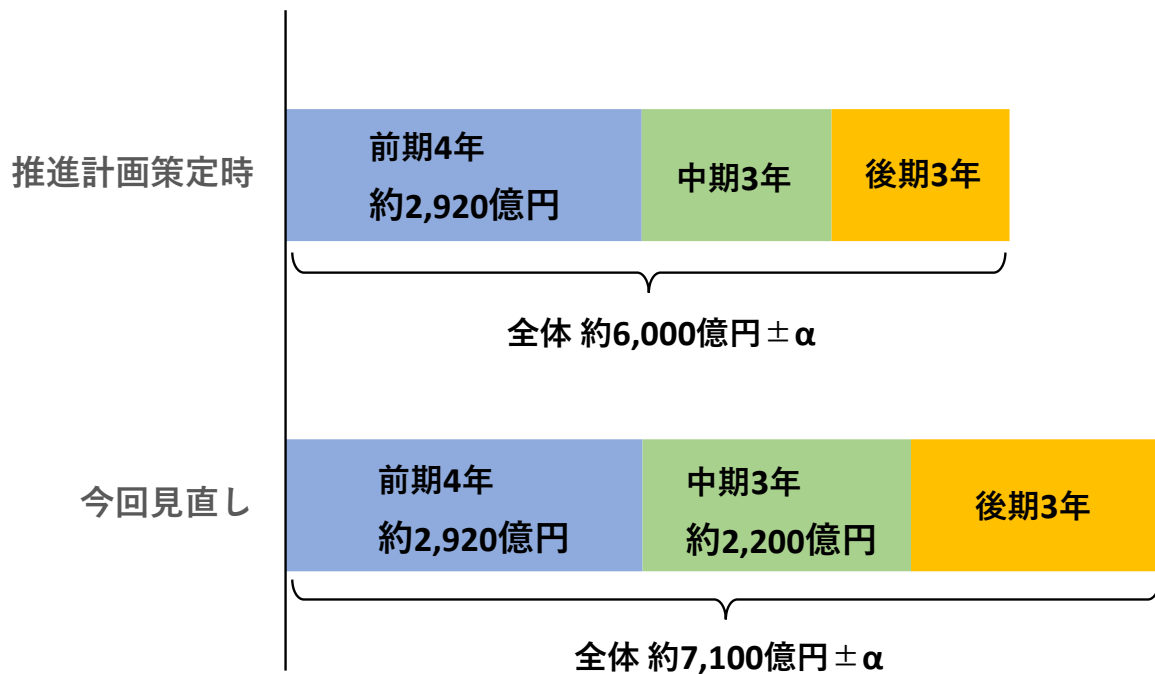 推進計画策定時
前期4年
約2,920億円
中期3年
後期3年
全体 約6,000億円±α
今回見直し
前期4年
約2,920億円
中期3年
約2,200億円
後期3年
全体 約7,100億円±α